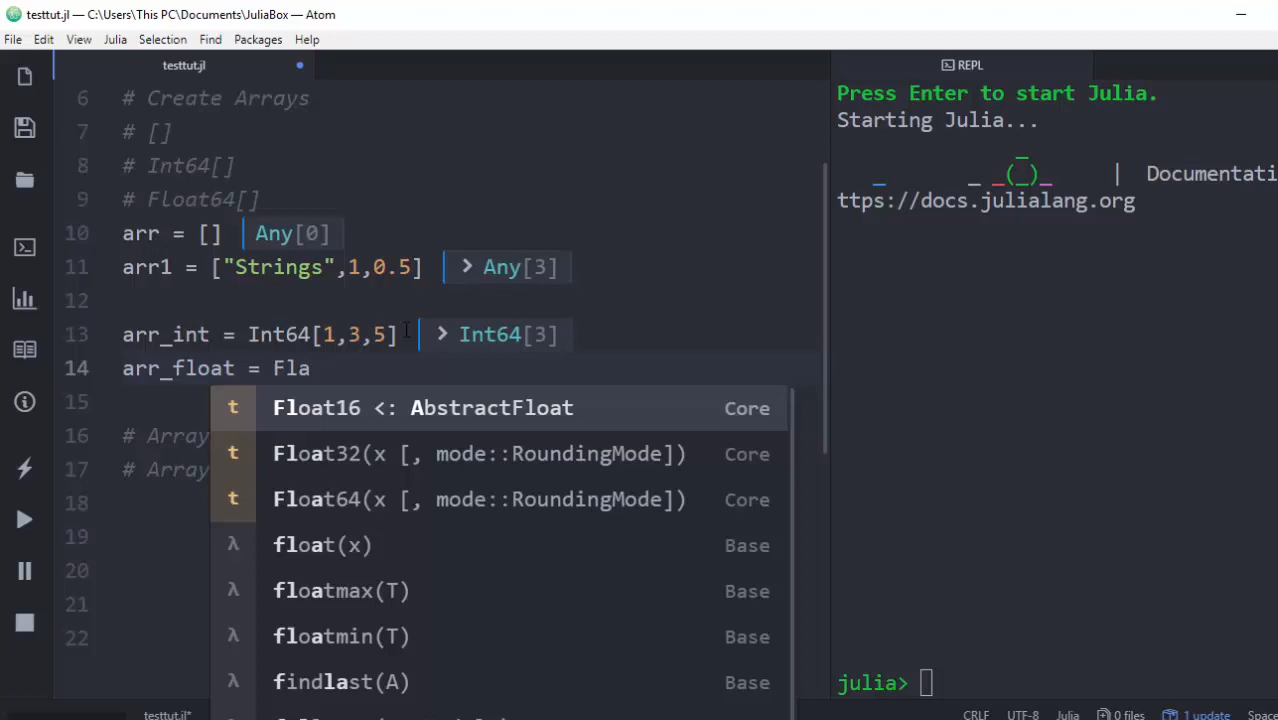 testtut.jl — C:\Users\This PC\Documents\JuliaBox — Atom
File Edit View Julia Selection Find Packages Help
testtut.jl
6 # Create Arrays
7 # []
8 # Int64[]
9 # Float64[]
10 arr = [] Any[0]
11 arr1 = ["Strings",1,0.5] > Any[3]
12
13 arr_int = Int64[1,3,5] > Int64[3]
14 arr_float = Fla
15
16 # Array
17 # Array
18
19
20
21
22
t Float16 <: AbstractFloat Core
t Float32(x [, mode::RoundingMode]) Core
t Float64(x [, mode::RoundingMode]) Core
λ float(x) Base
λ floatmax(T) Base
λ floatmin(T) Base
λ findlast(A) Base
REPL
Press Enter to start Julia.
Starting Julia...
_
_ _ _(_)_ | Documentati
ttps://docs.julialang.org
julia>
testtut.jl* CRLF UTF-8 Julia 0 files 1 update Space